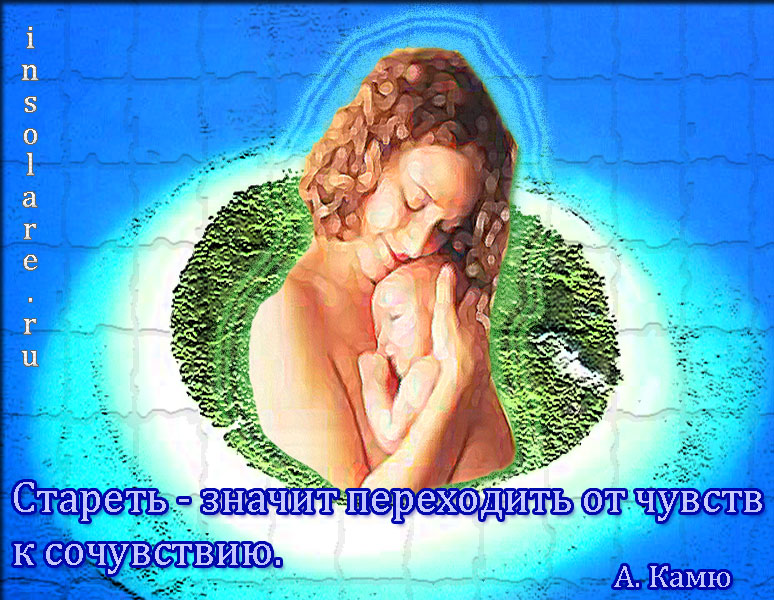 insolare.ru
Стареть - значит переходить от чувств
к сочувствию.
А. Камю